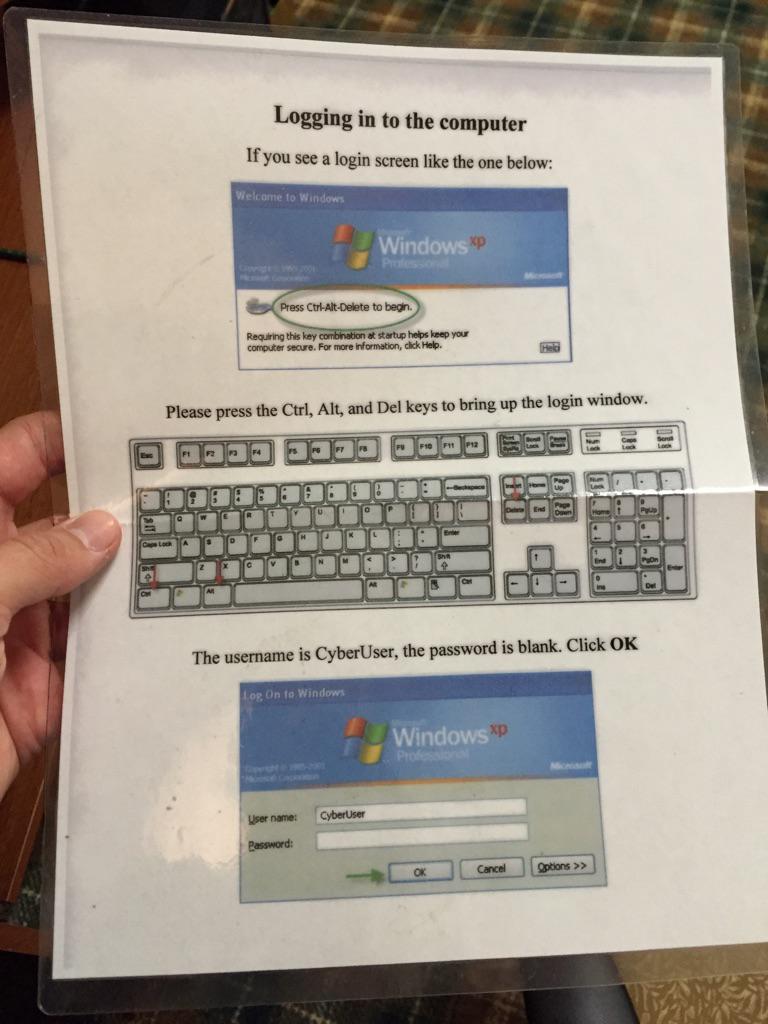 Logging in to the computer
If you see a login screen like the one below:
Welcome to Windows
Microsoft
Windows xp
Professional
Copyright © 1985-2001
Microsoft Corporation
Microsoft
Press Ctrl-Alt-Delete to begin.
Requiring this key combination at startup helps keep your
computer secure. For more information, click Help.
Help
Please press the Ctrl, Alt, and Del keys to bring up the login window.
Esc F1 F2 F3 F4 F5 F6 F7 F8 F9 F10 F11 F12 Print Screen SysRq Scroll Lock Pause Break Num Lock Caps Lock Scroll Lock
Backspace Insert Home Page Up Num Lock
Tab Q W E R T Y U I O P Delete End Page Down Home PgUp
Caps Lock A S D F G H J K L Enter 4 5 6
Shift Z X C V B N M Shift 1 End 2 3 PgDn Enter
Ctrl Alt Alt Ctrl 0 Ins Del
The username is CyberUser, the password is blank. Click OK
Log On to Windows
Microsoft
Windows xp
Professional
Copyright © 1985-2001
Microsoft Corporation
Microsoft
User name: CyberUser
Password:
OK Cancel Options >>